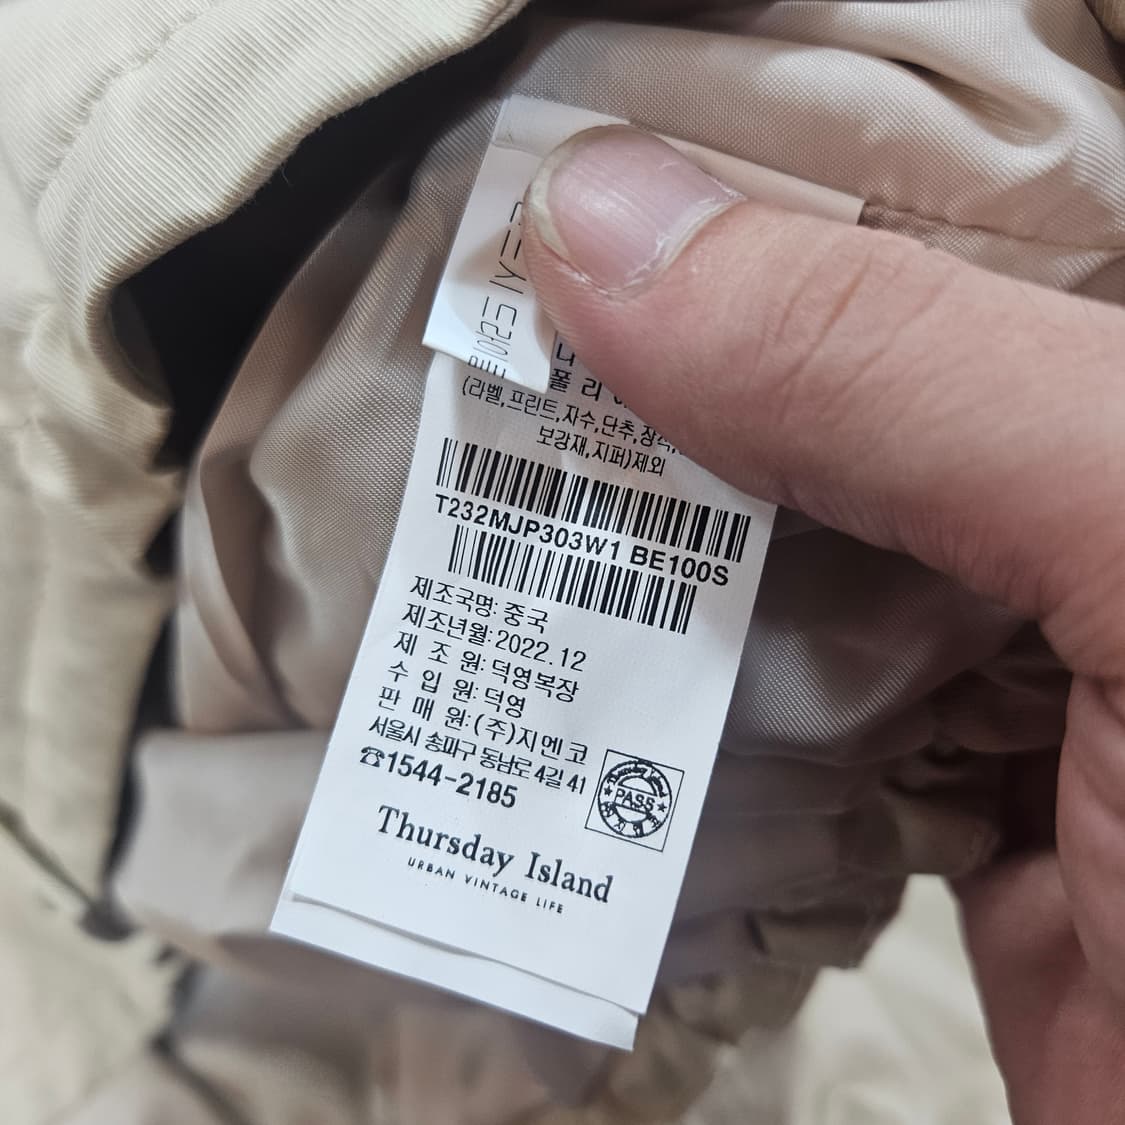 폴 리
(라벨,프린트,자수,단추,장식,
보강재,지퍼)제외
T232MJP303W1 BE100S
제조국명: 중국
제조년월: 2022.12
제 조 원: 덕영복장
수 입 원: 덕영
판 매 원: (주)지엔코
서울시 송파구 동남로 4길 41
☎1544-2185
PASS
Thursday Island
URBAN VINTAGE LIFE